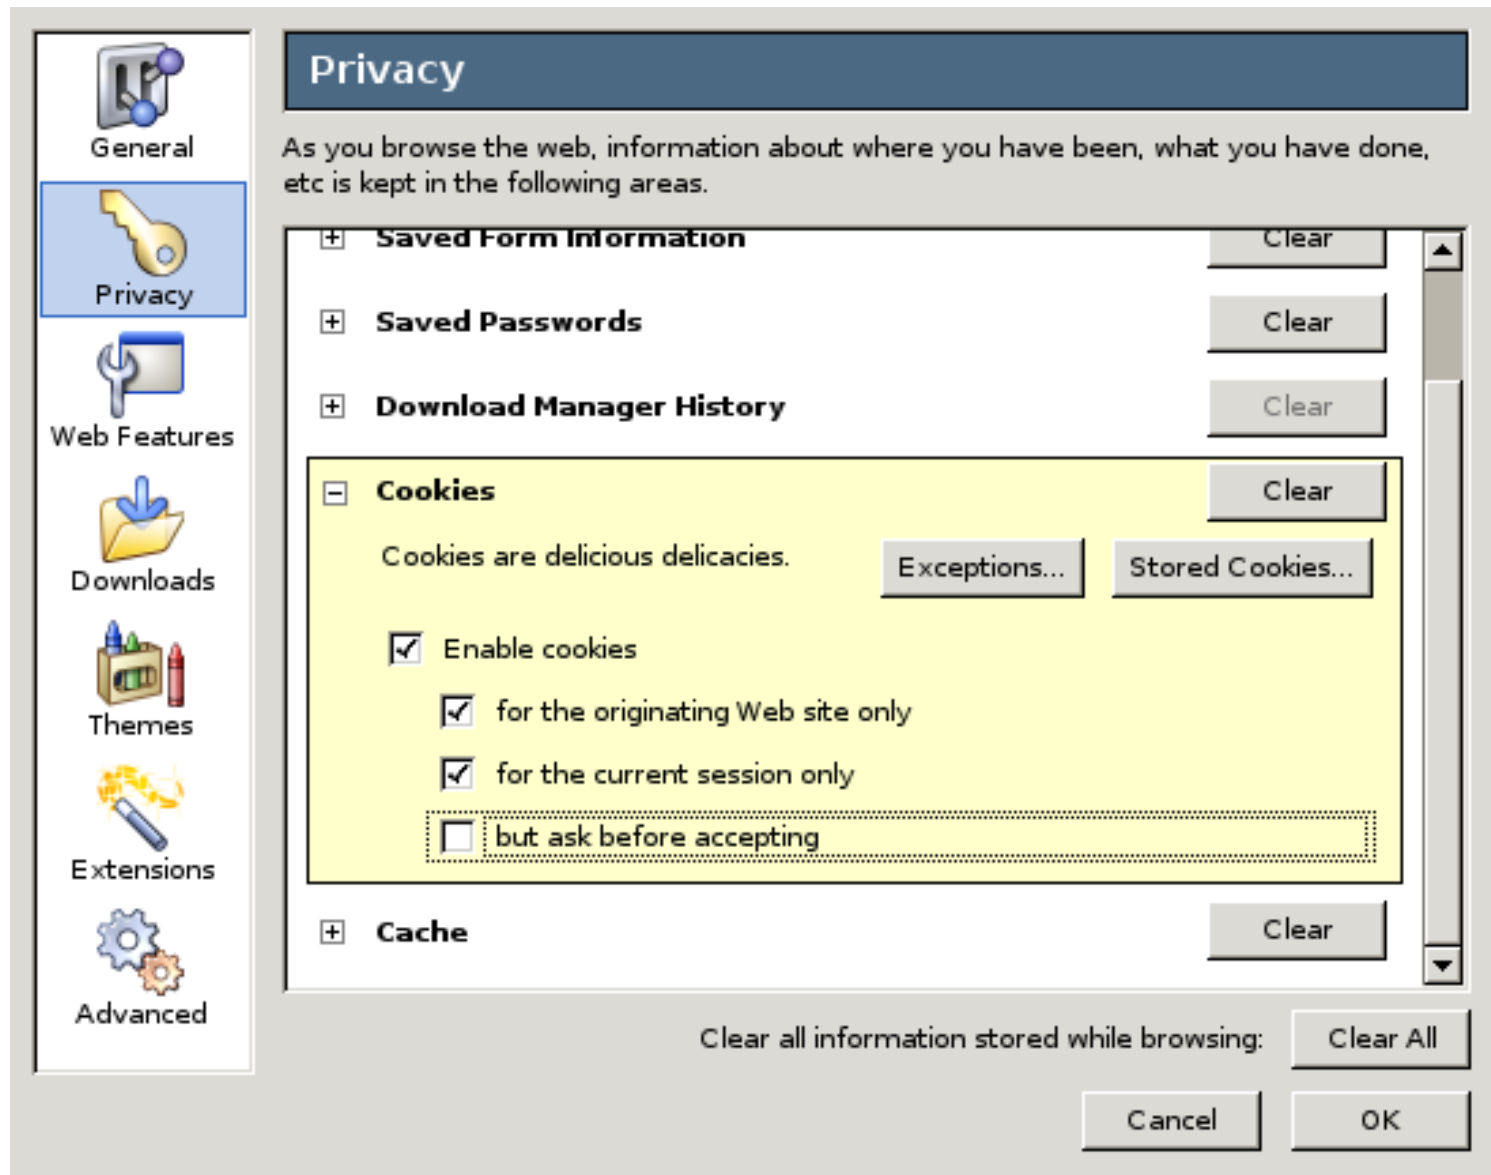 General
Privacy
Web Features
Downloads
Themes
Extensions
Advanced
Privacy
As you browse the web, information about where you have been, what you have done,
etc is kept in the following areas.
Saved Form Information Clear
Saved Passwords Clear
Download Manager History Clear
Cookies Clear
Cookies are delicious delicacies. Exceptions... Stored Cookies...
Enable cookies
for the originating Web site only
for the current session only
but ask before accepting
Cache Clear
Clear all information stored while browsing: Clear All
Cancel OK